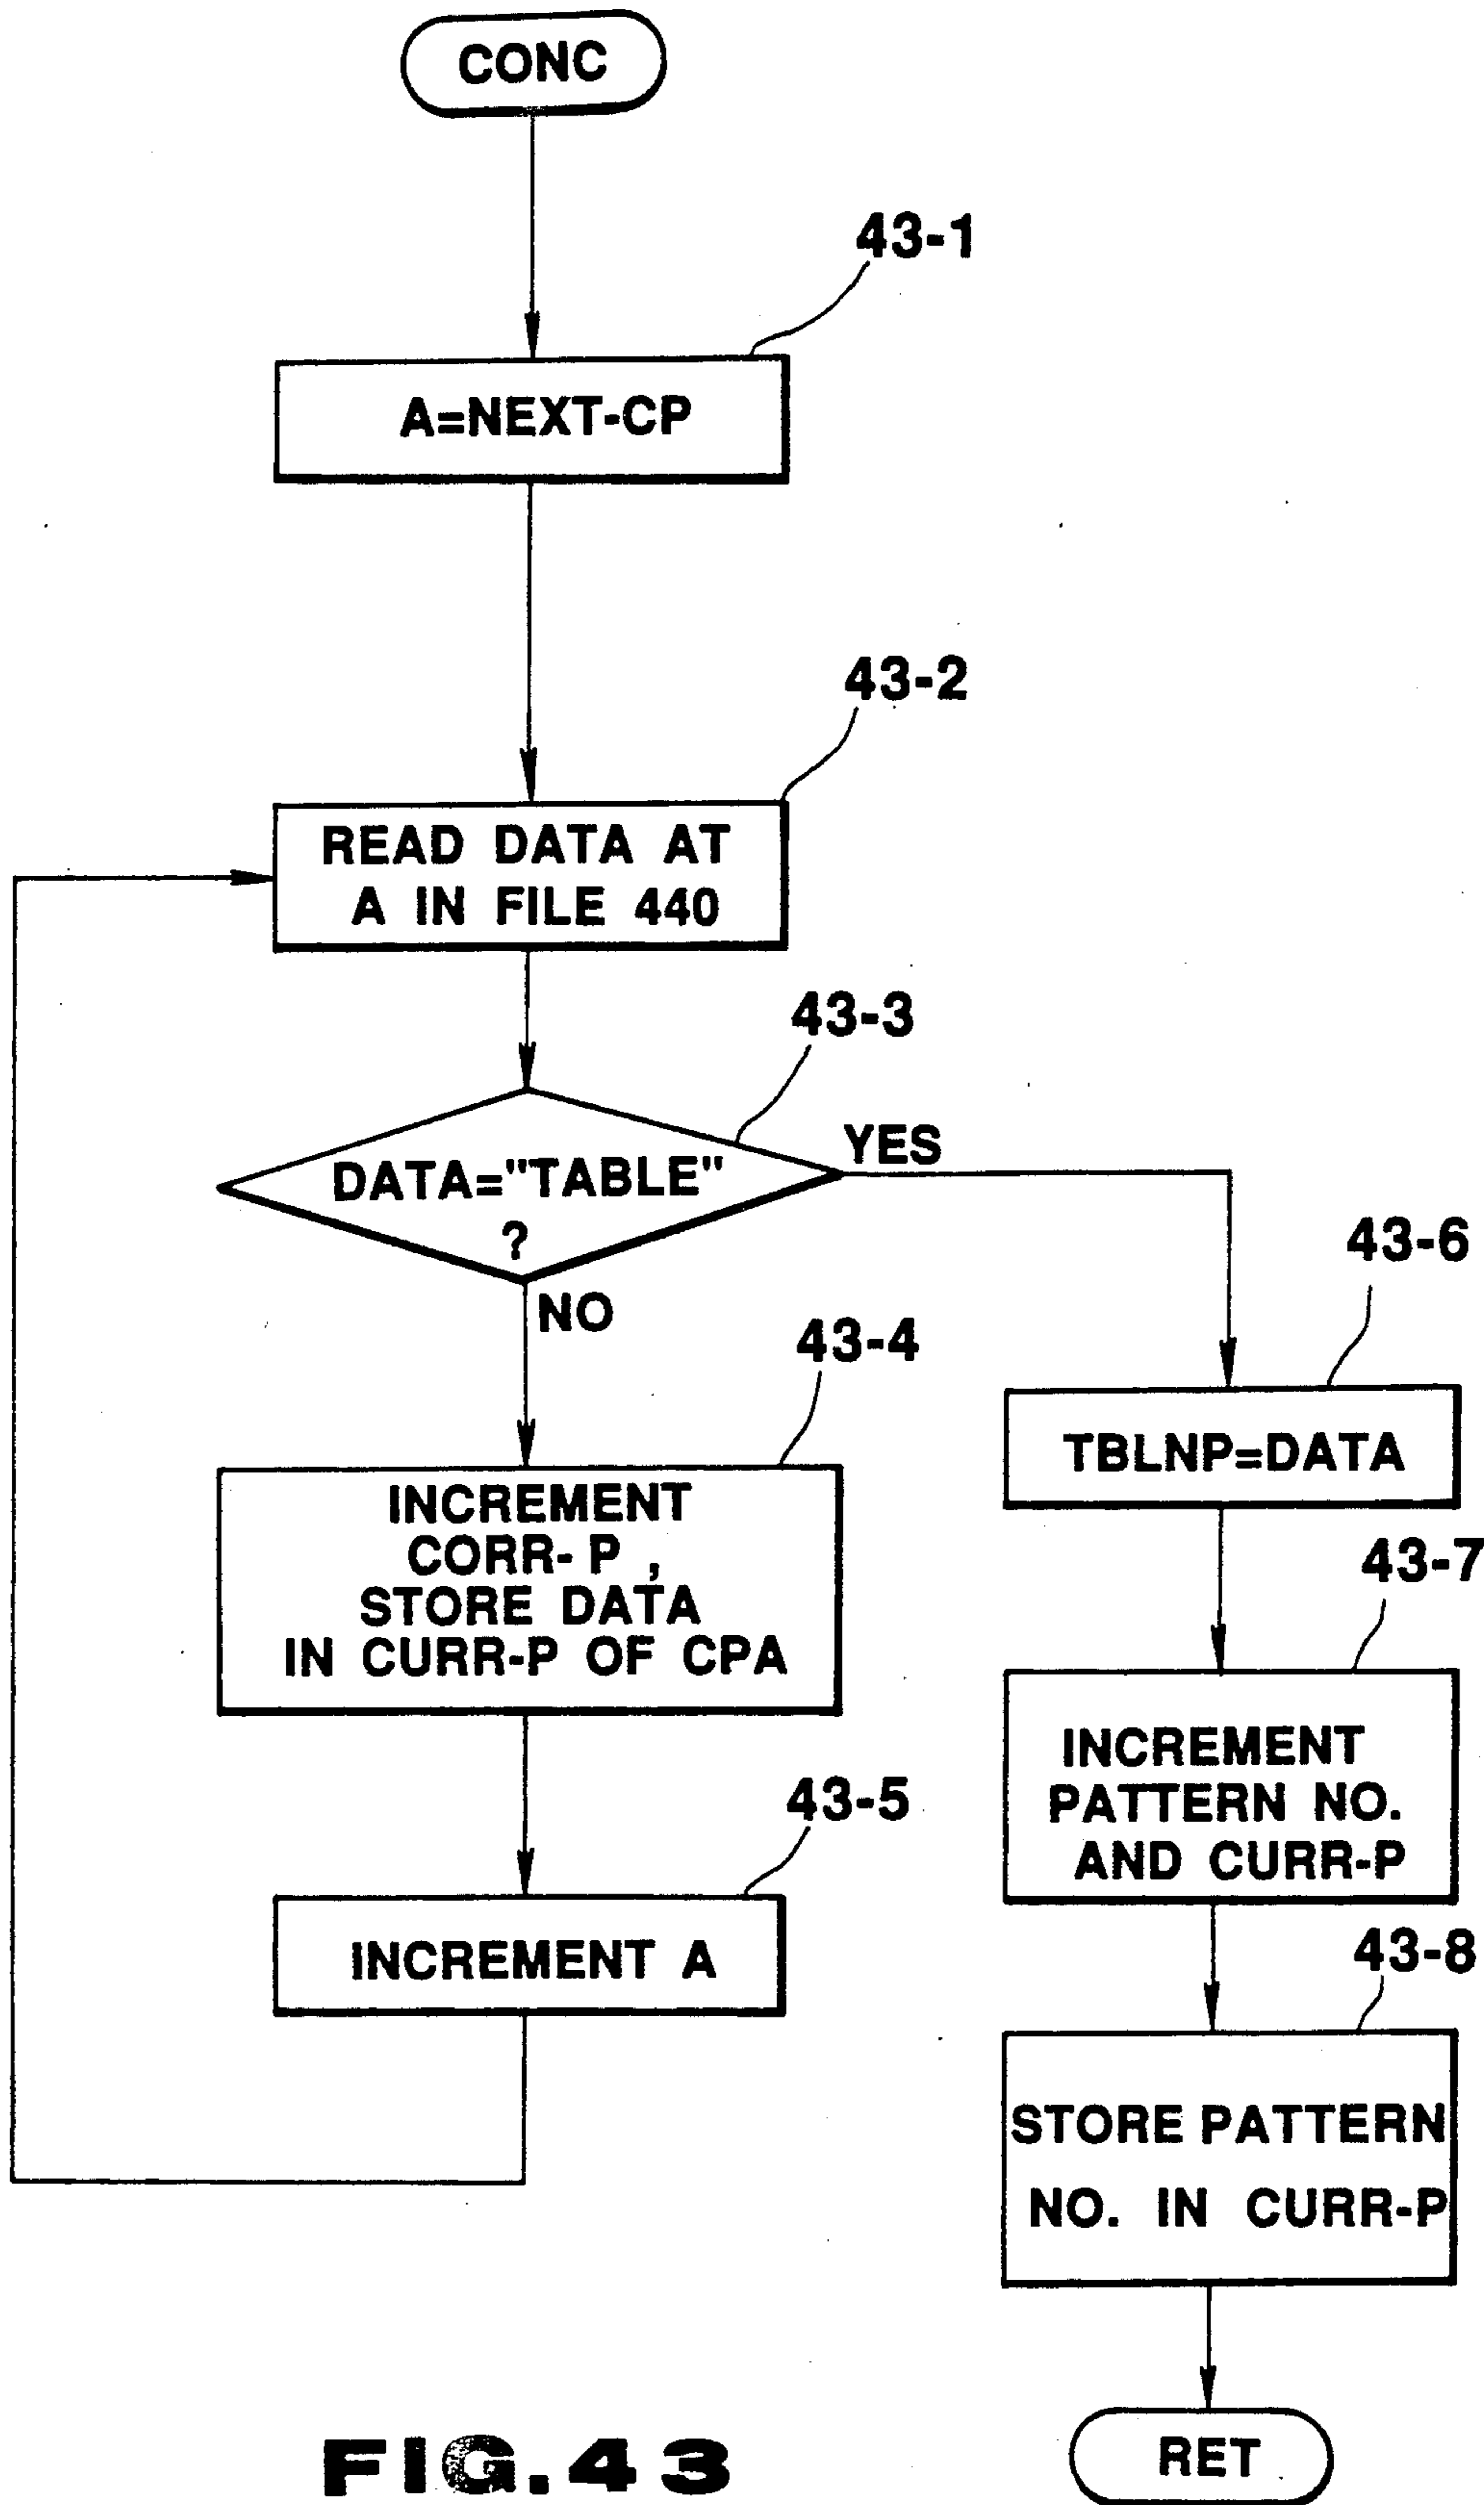 CONC
43-1
A=NEXT-CP
43-2
READ DATA AT
A IN FILE 440
43-3
DATA="TABLE"
?
YES
NO
43-4
INCREMENT
CORR-P,
STORE DATA
IN CURR-P OF CPA
43-5
INCREMENT A
43-6
TBLNP=DATA
43-7
INCREMENT
PATTERN NO.
AND CURR-P
43-8
STORE PATTERN
NO. IN CURR-P
RET
FIG.43